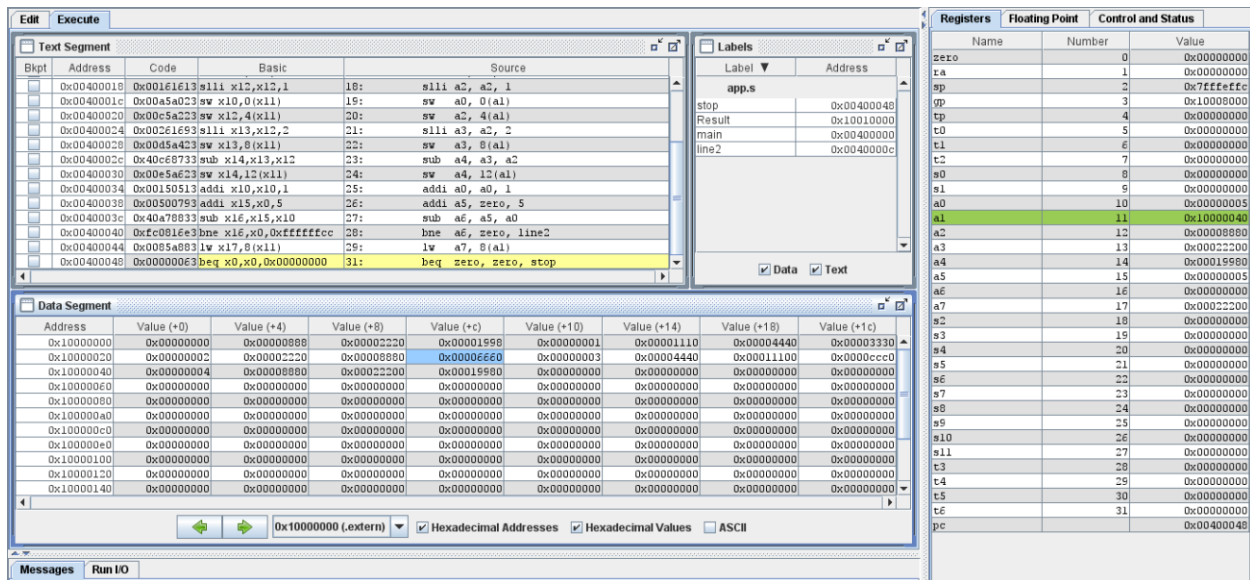 Edit Execute
Text Segment
Bkpt Address Code Basic Source
0x00400018 0x00161613 slli x12,x12,1 18: slli a2, a2, 1
0x0040001c 0x00a5a023 sw x10,0(x11) 19: sw a0, 0(a1)
0x00400020 0x00c5a223 sw x12,4(x11) 20: sw a2, 4(a1)
0x00400024 0x00261693 slli x13,x12,2 21: slli a3, a2, 2
0x00400028 0x00d5a423 sw x13,8(x11) 22: sw a3, 8(a1)
0x0040002c 0x40c68733 sub x14,x13,x12 23: sub a4, a3, a2
0x00400030 0x00e5a623 sw x14,12(x11) 24: sw a4, 12(a1)
0x00400034 0x00150513 addi x10,x10,1 25: addi a0, a0, 1
0x00400038 0x00500793 addi x15,x0,5 26: addi a5, zero, 5
0x0040003c 0x40a78833 sub x16,x15,x10 27: sub a6, a5, a0
0x00400040 0xfc0816e3 bne x16,x0,0xffffffcc 28: bne a6, zero, line2
0x00400044 0x0085a883 lw x17,8(x11) 29: lw a7, 8(a1)
0x00400048 0x00000063 beq x0,x0,0x00000000 31: beq zero, zero, stop
Labels
Label ▼ Address
app.s
stop 0x00400048
Result 0x10010000
main 0x00400000
line2 0x0040000c
Data Text
Data Segment
Address Value (+0) Value (+4) Value (+8) Value (+c) Value (+10) Value (+14) Value (+18) Value (+1c)
0x10000000 0x00000000 0x00000888 0x00002220 0x00001998 0x00000001 0x00001110 0x00004440 0x00003330
0x10000020 0x00000002 0x00002220 0x00008880 0x00006660 0x00000003 0x00004440 0x00011100 0x0000ccc0
0x10000040 0x00000004 0x00008880 0x00022200 0x00019980 0x00000000 0x00000000 0x00000000 0x00000000
0x10000060 0x00000000 0x00000000 0x00000000 0x00000000 0x00000000 0x00000000 0x00000000 0x00000000
0x10000080 0x00000000 0x00000000 0x00000000 0x00000000 0x00000000 0x00000000 0x00000000 0x00000000
0x100000a0 0x00000000 0x00000000 0x00000000 0x00000000 0x00000000 0x00000000 0x00000000 0x00000000
0x100000c0 0x00000000 0x00000000 0x00000000 0x00000000 0x00000000 0x00000000 0x00000000 0x00000000
0x100000e0 0x00000000 0x00000000 0x00000000 0x00000000 0x00000000 0x00000000 0x00000000 0x00000000
0x10000100 0x00000000 0x00000000 0x00000000 0x00000000 0x00000000 0x00000000 0x00000000 0x00000000
0x10000120 0x00000000 0x00000000 0x00000000 0x00000000 0x00000000 0x00000000 0x00000000 0x00000000
0x10000140 0x00000000 0x00000000 0x00000000 0x00000000 0x00000000 0x00000000 0x00000000 0x00000000
0x10000000 (.extern) Hexadecimal Addresses Hexadecimal Values ASCII
Messages Run I/O
Registers Floating Point Control and Status
Name Number Value
zero 0 0x00000000
ra 1 0x00000000
sp 2 0x7fffeffc
gp 3 0x10008000
tp 4 0x00000000
t0 5 0x00000000
t1 6 0x00000000
t2 7 0x00000000
s0 8 0x00000000
s1 9 0x00000000
a0 10 0x00000005
a1 11 0x10000040
a2 12 0x00008880
a3 13 0x00022200
a4 14 0x00019980
a5 15 0x00000005
a6 16 0x00000000
a7 17 0x00022200
s2 18 0x00000000
s3 19 0x00000000
s4 20 0x00000000
s5 21 0x00000000
s6 22 0x00000000
s7 23 0x00000000
s8 24 0x00000000
s9 25 0x00000000
s10 26 0x00000000
s11 27 0x00000000
t3 28 0x00000000
t4 29 0x00000000
t5 30 0x00000000
t6 31 0x00000000
pc 0x00400048